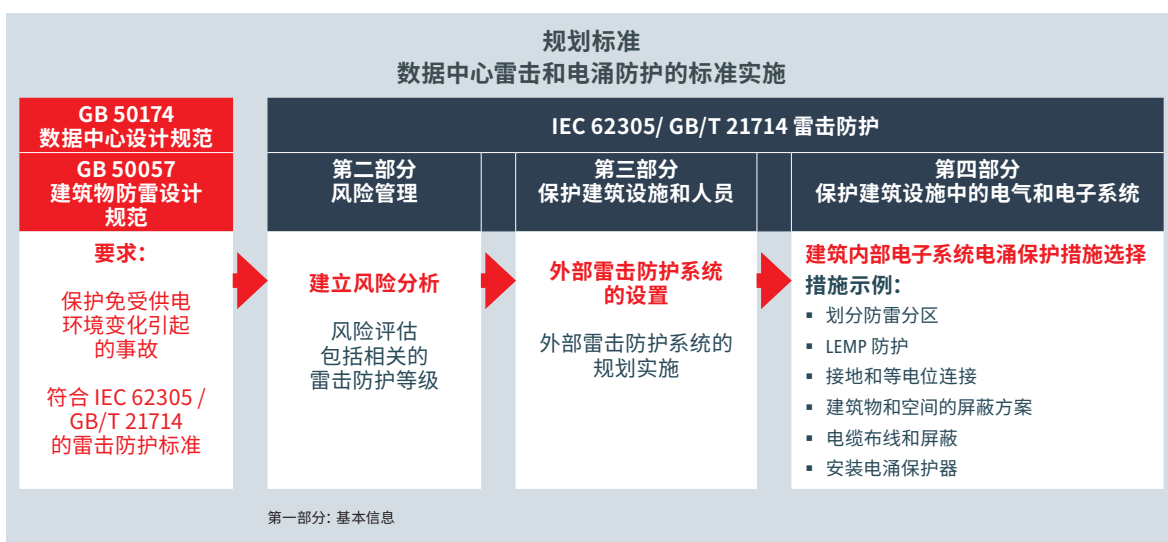 规划标准
数据中心雷击和电涌防护的标准实施
GB 50174
数据中心设计规范
GB 50057
建筑物防雷设计
规范
要求：
保护免受供电
环境变化引起
的事故
符合 IEC 62305 /
GB/T 21714
的雷击防护标准
IEC 62305/ GB/T 21714 雷击防护
第二部分
风险管理
建立风险分析
风险评估
包括相关的
雷击防护等级
第三部分
保护建筑设施和人员
外部雷击防护系统
的设置
外部雷击防护系统的
规划实施
第四部分
保护建筑设施中的电气和电子系统
建筑内部电子系统电涌保护措施选择
措施示例：
▪ 划分防雷分区
▪ LEMP 防护
▪ 接地和等电位连接
▪ 建筑物和空间的屏蔽方案
▪ 电缆布线和屏蔽
▪ 安装电涌保护器
第一部分：基本信息